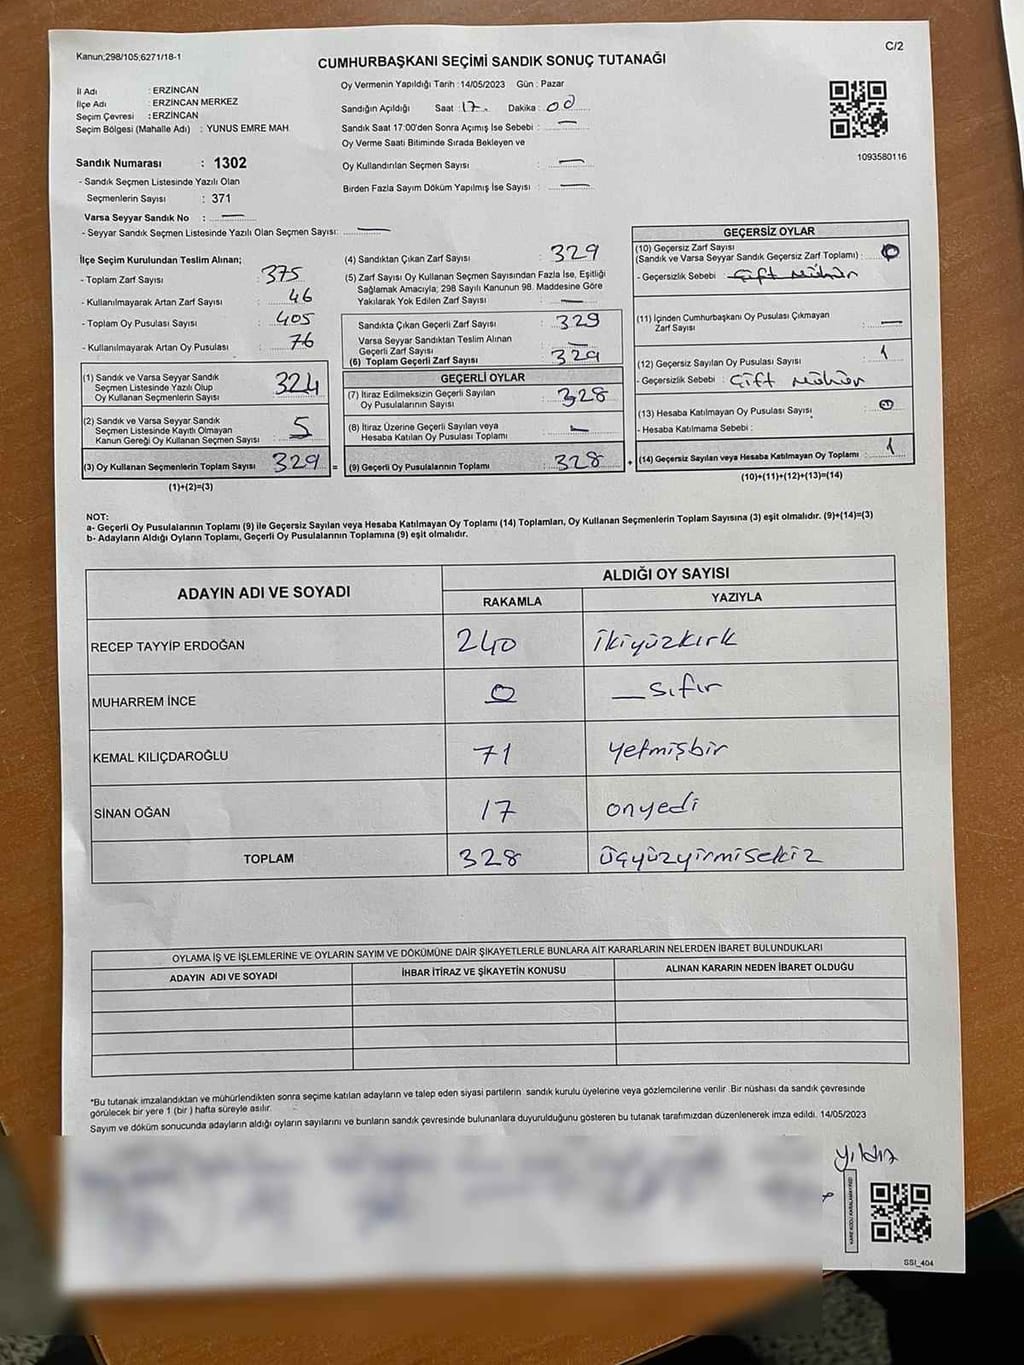 Kanun;298/105;6271/18-1
C/2
CUMHURBAŞKANI SEÇİMİ SANDIK SONUÇ TUTANAĞI
İl Adı : ERZİNCAN
İlçe Adı : ERZİNCAN MERKEZ
Seçim Çevresi : ERZİNCAN
Seçim Bölgesi (Mahalle Adı) : YUNUS EMRE MAH
Sandık Numarası : 1302
- Sandık Seçmen Listesinde Yazılı Olan
Seçmenlerin Sayısı : 371
Varsa Seyyar Sandık No : —
- Seyyar Sandık Seçmen Listesinde Yazılı Olan Seçmen Sayısı: —
Oy Vermenin Yapıldığı Tarih : 14/05/2023 Gün : Pazar
Sandığın Açıldığı Saat : 17. Dakika : 00
Sandık Saat 17:00'den Sonra Açımış İse Sebebi : —
Oy Verme Saati Bitiminde Sırada Bekleyen ve
Oy Kullandırılan Seçmen Sayısı : —
Birden Fazla Sayım Döküm Yapılmış İse Sayısı : —
1093580116
İlçe Seçim Kurulundan Teslim Alınan;
- Toplam Zarf Sayısı : 375
- Kullanılmayarak Artan Zarf Sayısı : 46
- Toplam Oy Pusulası Sayısı : 405
- Kullanılmayarak Artan Oy Pusulası : 76
(1) Sandık ve Varsa Seyyar Sandık
Seçmen Listesinde Yazılı Olup
Oy Kullanan Seçmenlerin Sayısı : 324
(2) Sandık ve Varsa Seyyar Sandık
Seçmen Listesinde Kayıtlı Olmayan
Kanun Gereği Oy Kullanan Seçmen Sayısı : 5
(3) Oy Kullanan Seçmenlerin Toplam Sayısı : 329 =
(1)+(2)=(3)
(4) Sandıktan Çıkan Zarf Sayısı : 329
(5) Zarf Sayısı Oy Kullanan Seçmen Sayısından Fazla İse, Eşitliği
Sağlamak Amacıyla; 298 Sayılı Kanunun 98. Maddesine Göre
Yakılarak Yok Edilen Zarf Sayısı : —
Sandıkta Çıkan Geçerli Zarf Sayısı : 329
Varsa Seyyar Sandıktan Teslim Alınan
Geçerli Zarf Sayısı : —
(6) Toplam Geçerli Zarf Sayısı : 329
GEÇERLİ OYLAR
(7) İtiraz Edilmeksizin Geçerli Sayılan
Oy Pusulalarının Sayısı : 328
(8) İtiraz Üzerine Geçerli Sayılan veya
Hesaba Katılan Oy Pusulası Toplamı : —
(9) Geçerli Oy Pusulalarının Toplamı : 328 +
GEÇERSİZ OYLAR
(10) Geçersiz Zarf Sayısı
(Sandık ve Varsa Seyyar Sandık Geçersiz Zarf Toplamı) : 0
- Geçersizlik Sebebi : Çift Mühür
(11) İçinden Cumhurbaşkanı Oy Pusulası Çıkmayan
Zarf Sayısı : —
(12) Geçersiz Sayılan Oy Pusulası Sayısı : 1
- Geçersizlik Sebebi : Çift Mühür
(13) Hesaba Katılmayan Oy Pusulası Sayısı :
- Hesaba Katılmama Sebebi :
(14) Geçersiz Sayılan veya Hesaba Katılmayan Oy Toplamı : 1
(10)+(11)+(12)+(13)=(14)
NOT:
a- Geçerli Oy Pusulalarının Toplamı (9) ile Geçersiz Sayılan veya Hesaba Katılmayan Oy Toplamı (14) Toplamları, Oy Kullanan Seçmenlerin Toplam Sayısına (3) eşit olmalıdır. (9)+(14)=(3)
b- Adayların Aldığı Oyların Toplamı, Geçerli Oy Pusulalarının Toplamına (9) eşit olmalıdır.
ADAYIN ADI VE SOYADI ALDIĞI OY SAYISI
RAKAMLA YAZIYLA
RECEP TAYYİP ERDOĞAN 240 ikiyüzkırk
MUHARREM İNCE 0 — sıfır
KEMAL KILIÇDAROĞLU 71 yetmişbir
SİNAN OĞAN 17 onyedi
TOPLAM 328 üçyüzyirmisekiz
OYLAMA İŞ VE İŞLEMLERİNE VE OYLARIN SAYIM VE DÖKÜMÜNE DAİR ŞİKAYETLERLE BUNLARA AİT KARARLARIN NELERDEN İBARET BULUNDUKLARI
ADAYIN ADI VE SOYADI İHBAR İTİRAZ VE ŞİKAYETİN KONUSU ALINAN KARARIN NEDEN İBARET OLDUĞU
*Bu tutanak imzalandıktan ve mühürlendikten sonra seçime katılan adayların ve talep eden siyasi partilerin sandık kurulu üyelerine veya gözlemcilerine verilir. Bir nüshası da sandık çevresinde
görülecek bir yere 1 (bir) hafta süreyle asılır.
Sayım ve döküm sonucunda adayların aldığı oyların sayılarını ve bunların sandık çevresinde bulunanlara duyurulduğunu gösteren bu tutanak tarafımızdan düzenlenerek imza edildi. 14/05/2023
yıldız
KARE KODU KARALAMAYINIZ
SSI_404